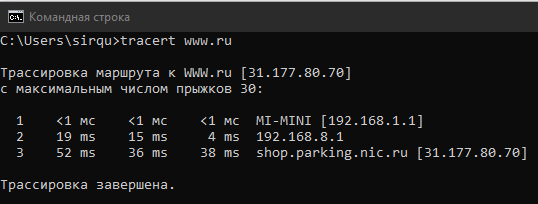 Командная строка
C:\Users\sirqu>tracert www.ru
Трассировка маршрута к WWW.ru [31.177.80.70]
с максимальным числом прыжков 30:
1 <1 мс <1 мс <1 мс MI-MINI [192.168.1.1]
2 19 ms 15 ms 4 ms 192.168.8.1
3 52 ms 36 ms 38 ms shop.parking.nic.ru [31.177.80.70]
Трассировка завершена.